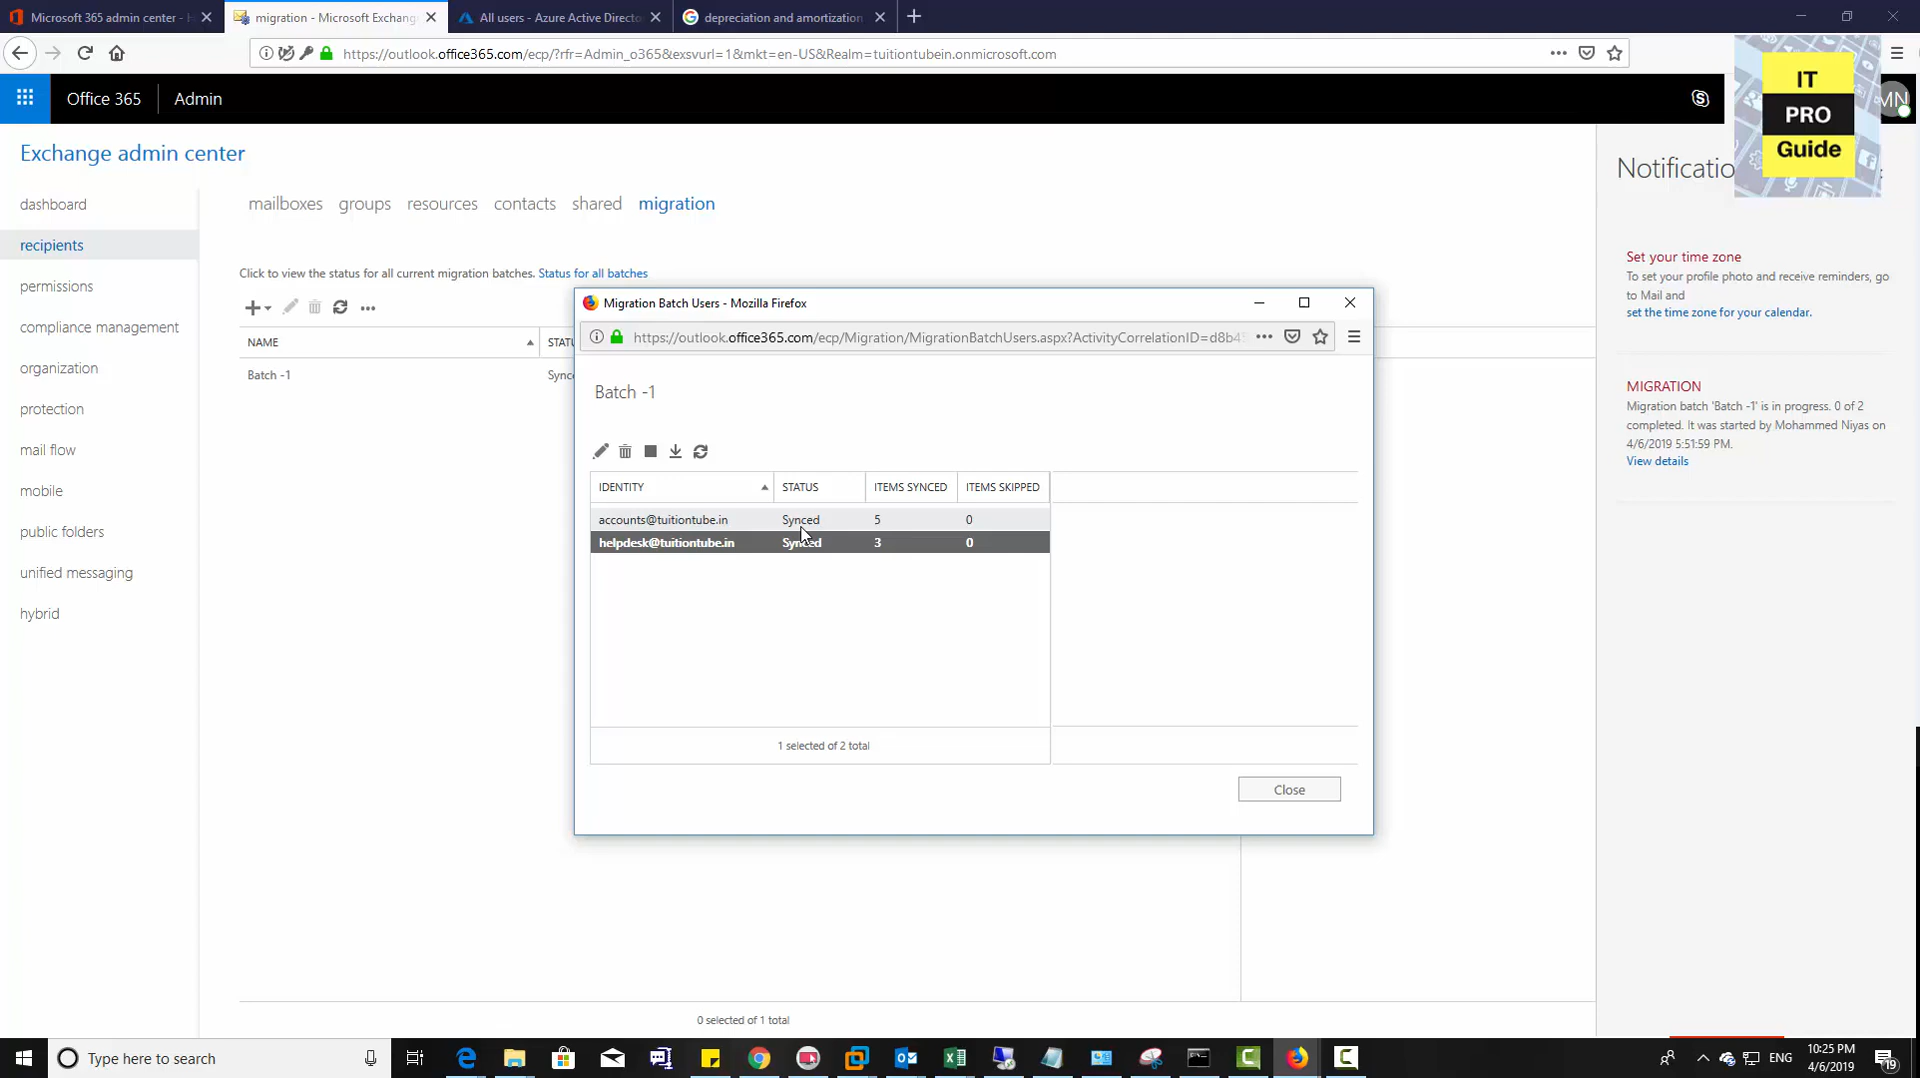 Microsoft 365 admin center - H
migration - Microsoft Exchang
All users - Azure Active Directo
depreciation and amortization
https://outlook.office365.com/ecp/?rfr=Admin_o365&exsvurl=1&mkt=en-US&Realm=tuitiontubein.onmicrosoft.com
Office 365
Admin
MN
IT
PRO
Guide
Exchange admin center
dashboard
recipients
permissions
compliance management
organization
protection
mail flow
mobile
public folders
unified messaging
hybrid
mailboxes
groups
resources
contacts
shared
migration
Click to view the status for all current migration batches. Status for all batches
NAME
STATU
Batch -1
Sync
Migration Batch Users - Mozilla Firefox
https://outlook.office365.com/ecp/Migration/MigrationBatchUsers.aspx?ActivityCorrelationID=d8b4
Batch -1
IDENTITY STATUS ITEMS SYNCED ITEMS SKIPPED
accounts@tuitiontube.in Synced 5 0
helpdesk@tuitiontube.in Synced 3 0
1 selected of 2 total
Close
0 selected of 1 total
Notificatio
Set your time zone
To set your profile photo and receive reminders, go
to Mail and
set the time zone for your calendar.
MIGRATION
Migration batch 'Batch -1' is in progress. 0 of 2
completed. It was started by Mohammed Niyas on
4/6/2019 5:51:59 PM.
View details
Type here to search
ENG
10:25 PM
4/6/2019
19